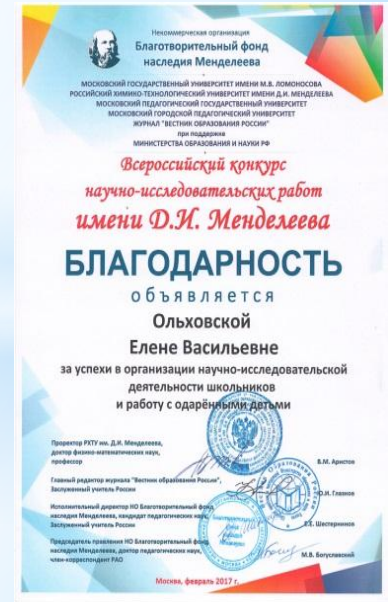 Некоммерческая организация
Благотворительный фонд
наследия Менделеева
МОСКОВСКИЙ ГОСУДАРСТВЕННЫЙ УНИВЕРСИТЕТ ИМЕНИ М.В. ЛОМОНОСОВА
РОССИЙСКИЙ ХИМИКО-ТЕХНОЛОГИЧЕСКИЙ УНИВЕРСИТЕТ ИМЕНИ Д.И. МЕНДЕЛЕЕВА
МОСКОВСКИЙ ПЕДАГОГИЧЕСКИЙ ГОСУДАРСТВЕННЫЙ УНИВЕРСИТЕТ
МОСКОВСКИЙ ГОРОДСКОЙ ПЕДАГОГИЧЕСКИЙ УНИВЕРСИТЕТ
ЖУРНАЛ "ВЕСТНИК ОБРАЗОВАНИЯ РОССИИ"
при поддержке
МИНИСТЕРСТВА ОБРАЗОВАНИЯ И НАУКИ РФ
Всероссийский конкурс
научно-исследовательских работ
имени Д.И. Менделеева
БЛАГОДАРНОСТЬ
объявляется
Ольховской
Елене Васильевне
за успехи в организации научно-исследовательской
деятельности школьников
и работу с одарёнными детьми
Проректор РХТУ им. Д.И. Менделеева,
доктор физико-математических наук,
профессор
В.М. Аристов
Главный редактор журнала "Вестник образования России",
Заслуженный учитель России
Ю.И. Глазков
Исполнительный директор НО Благотворительный фонд
наследия Менделеева, кандидат педагогических наук,
Заслуженный учитель России
Е.Е. Шестерников
Председатель правления НО Благотворительный фонд
наследия Менделеева, доктор педагогических наук,
член-корреспондент РАО
М.В. Богуславский
Москва, февраль 2017 г.